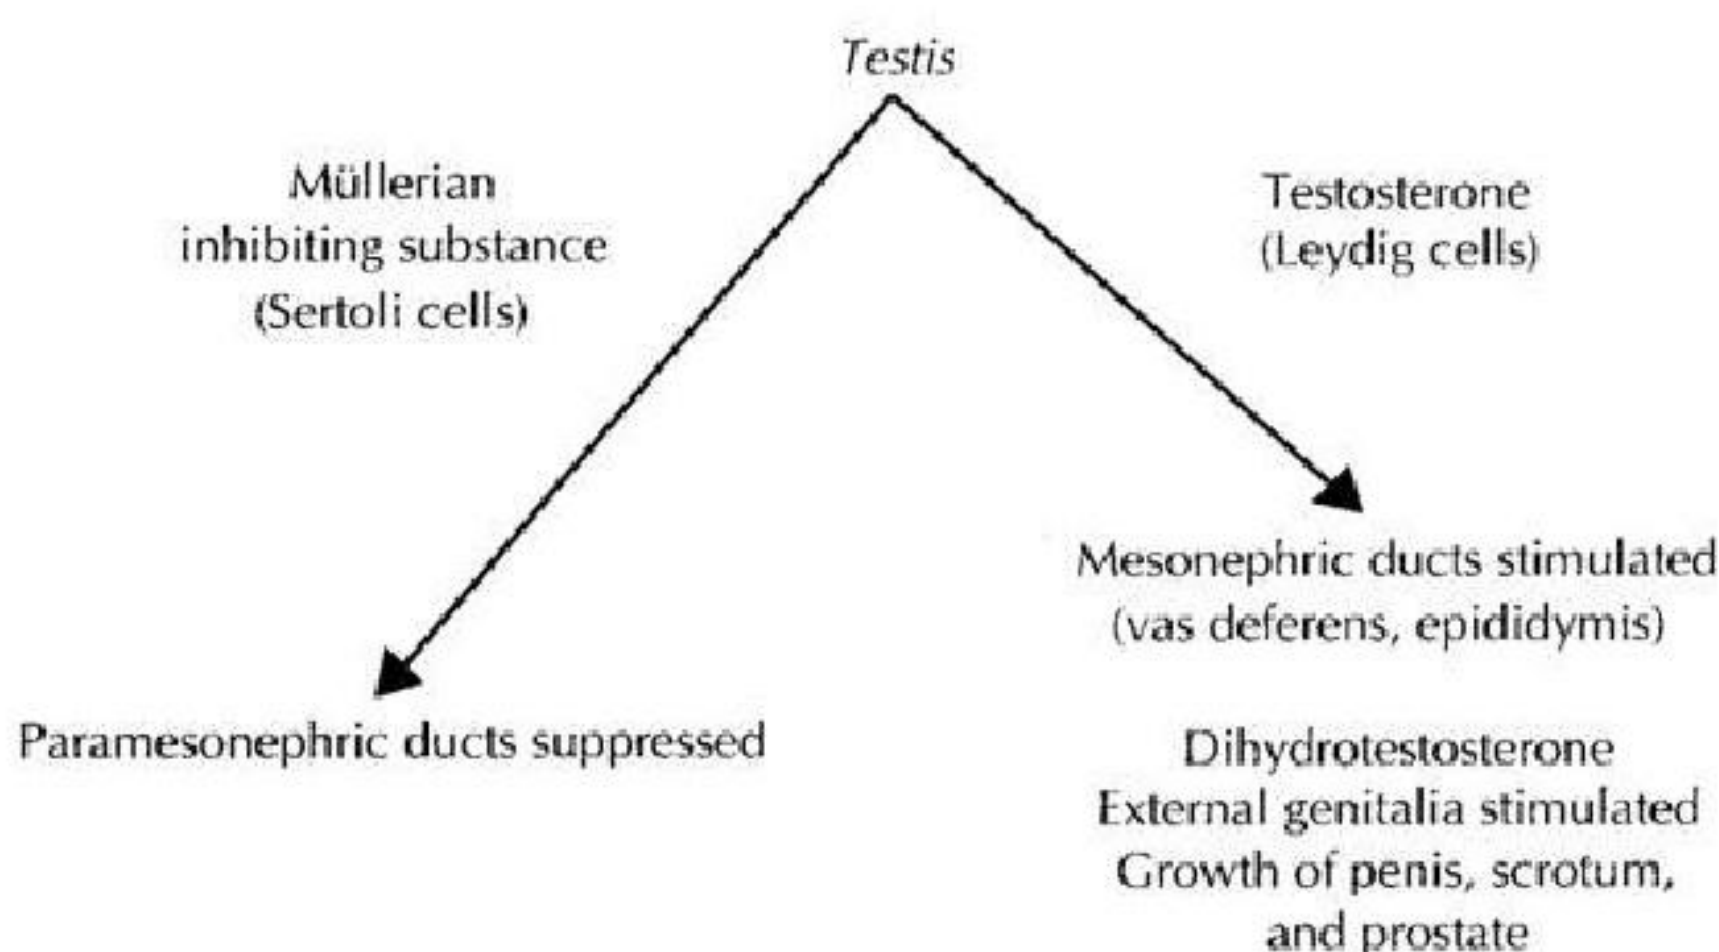 Testis
Müllerian
inhibiting substance
(Sertoli cells)
Testosterone
(Leydig cells)
Paramesonephric ducts suppressed
Mesonephric ducts stimulated
(vas deferens, epididymis)
Dihydrotestosterone
External genitalia stimulated
Growth of penis, scrotum,
and prostate